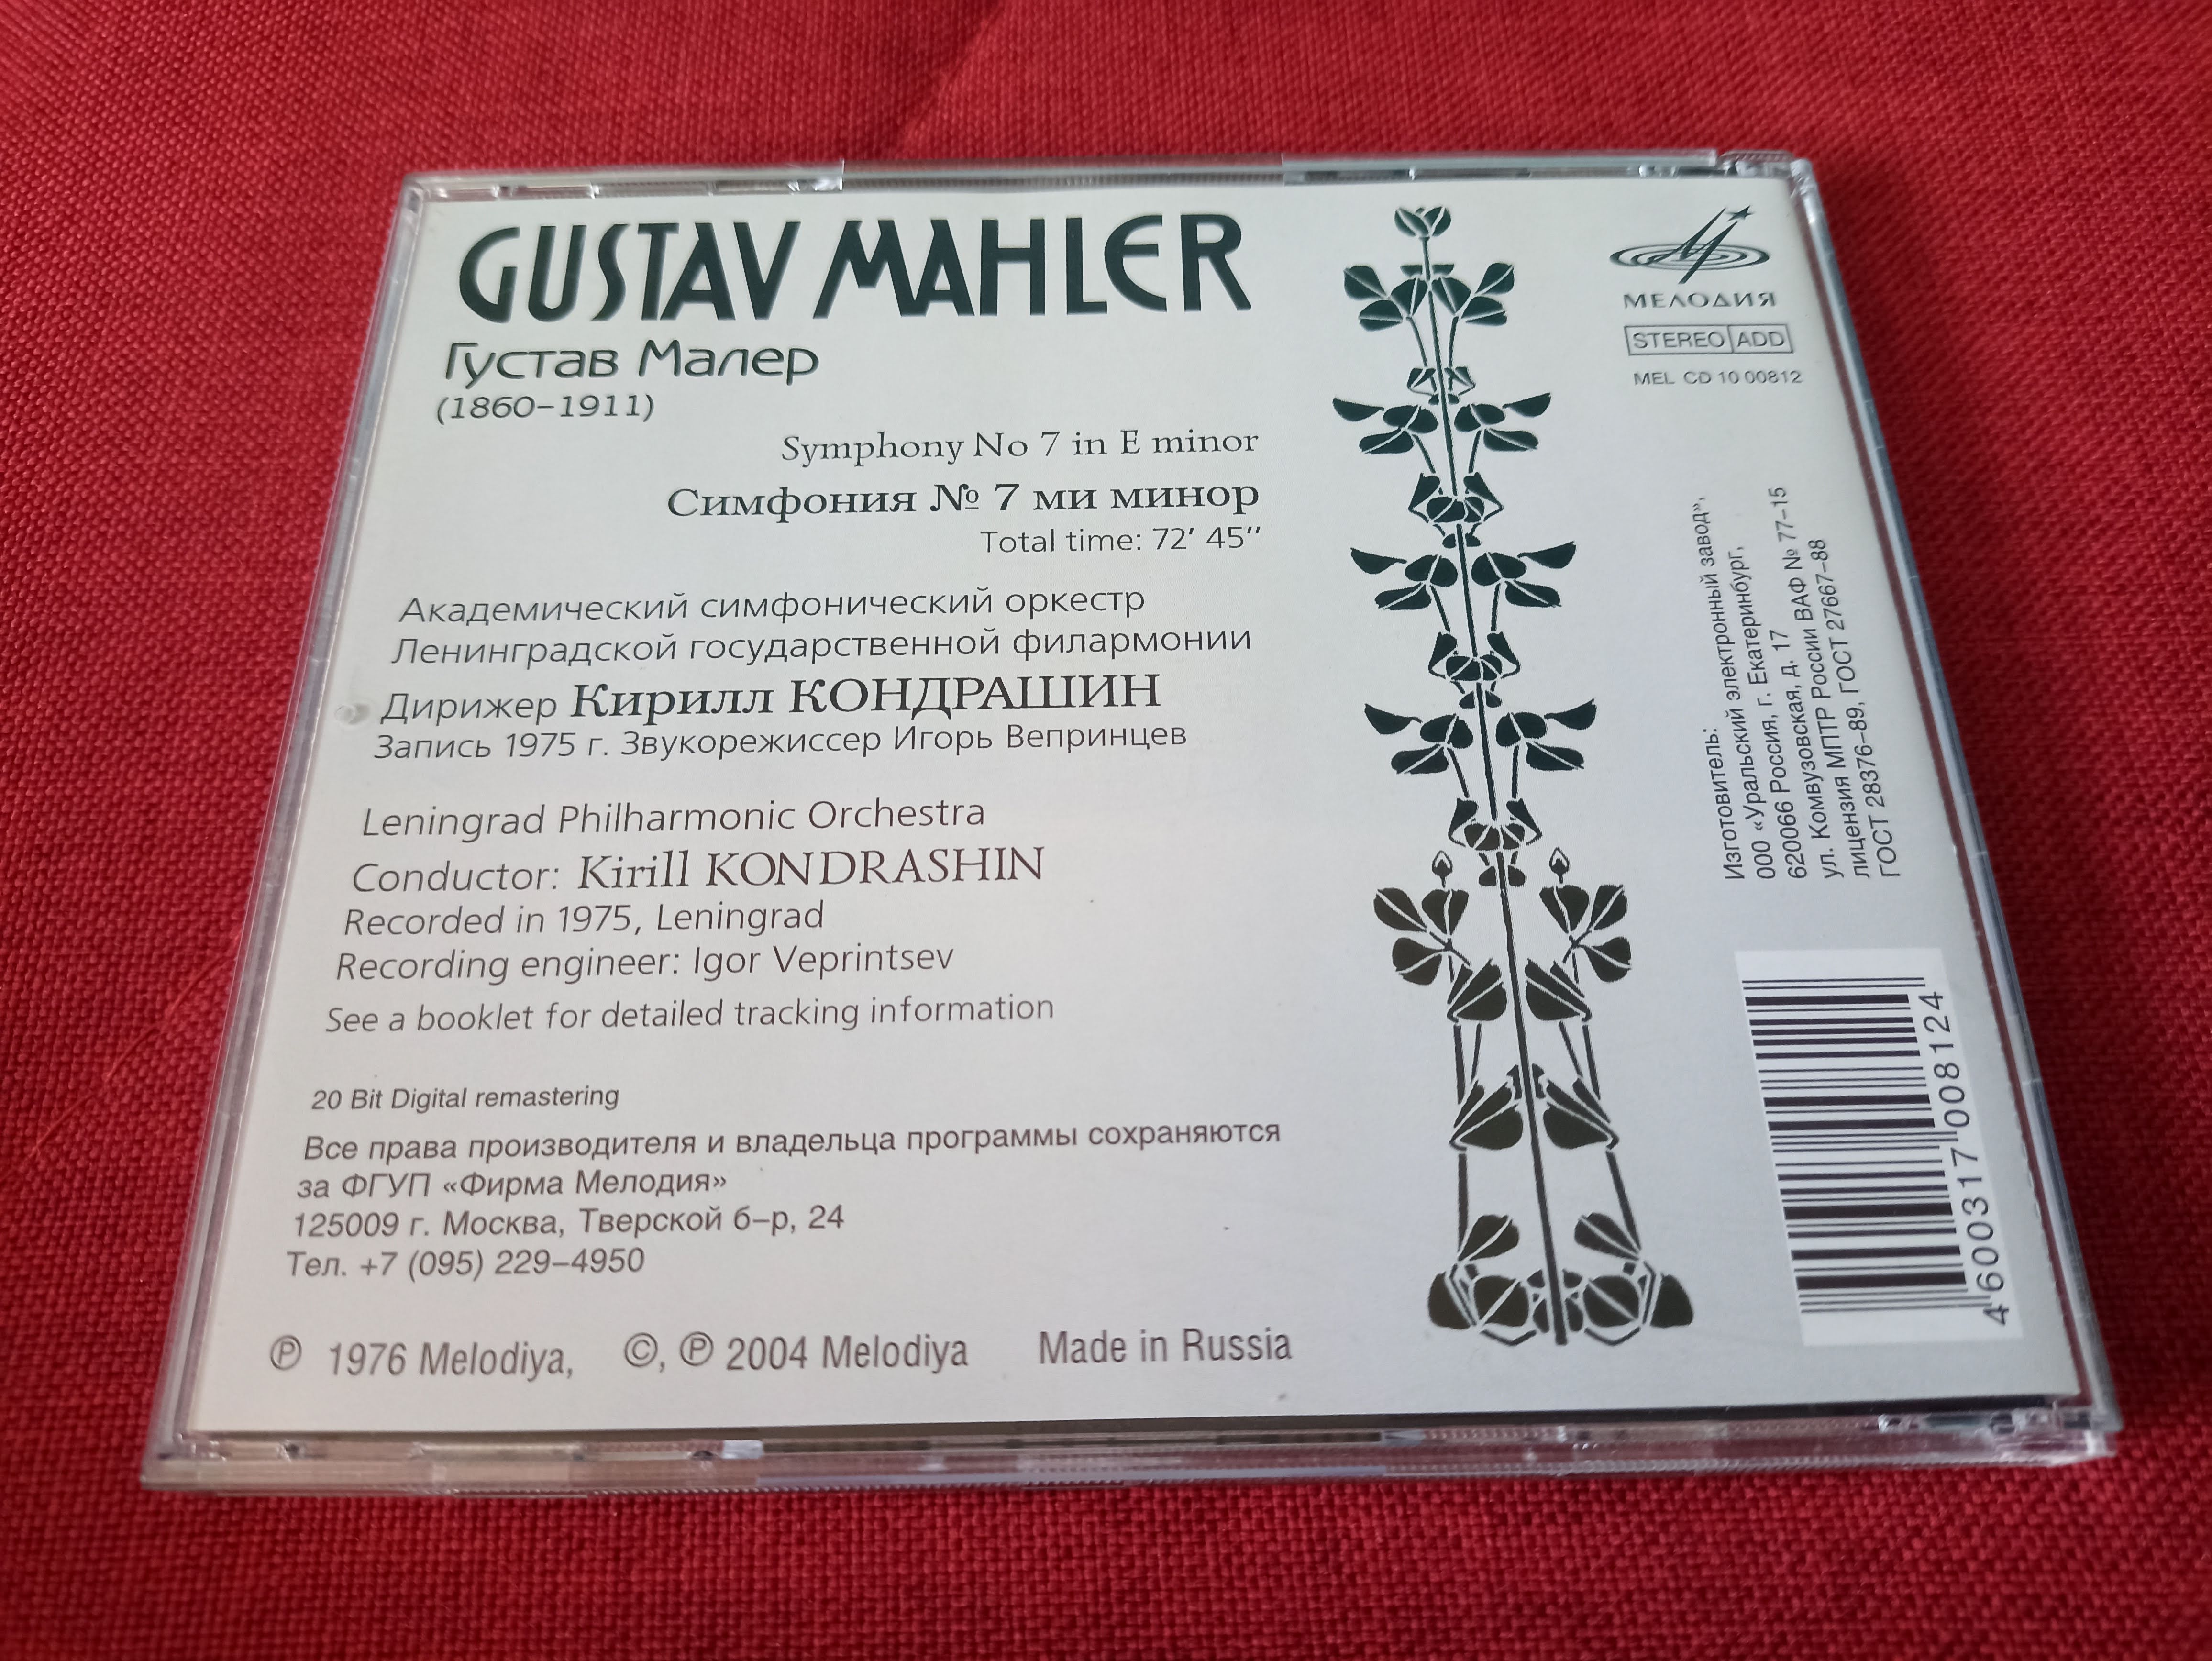 GUSTAV MAHLER
Густав Малер
(1860–1911)
Symphony No 7 in E minor
Симфония № 7 ми минор
Total time: 72' 45''
Академический симфонический оркестр
Ленинградской государственной филармонии
Дирижер Кирилл КОНДРАШИН
Запись 1975 г. Звукорежиссер Игорь Вепринцев
Leningrad Philharmonic Orchestra
Conductor: Kirill KONDRASHIN
Recorded in 1975, Leningrad
Recording engineer: Igor Veprintsev
See a booklet for detailed tracking information
20 Bit Digital remastering
Все права производителя и владельца программы сохраняются
за ФГУП «Фирма Мелодия»
125009 г. Москва, Тверской б–р, 24
Тел. +7 (095) 229–4950
℗ 1976 Melodiya, ©, ℗ 2004 Melodiya Made in Russia
МЕЛОДИЯ
STEREO ADD
MEL CD 10 00812
Изготовитель:
ООО «Уральский электронный завод»,
620066 Россия, г. Екатеринбург,
ул. Комвузовская, д. 17
лицензия МПТР России ВАФ № 77–15
ГОСТ 28376–89, ГОСТ 27667–88
4 600317 008124